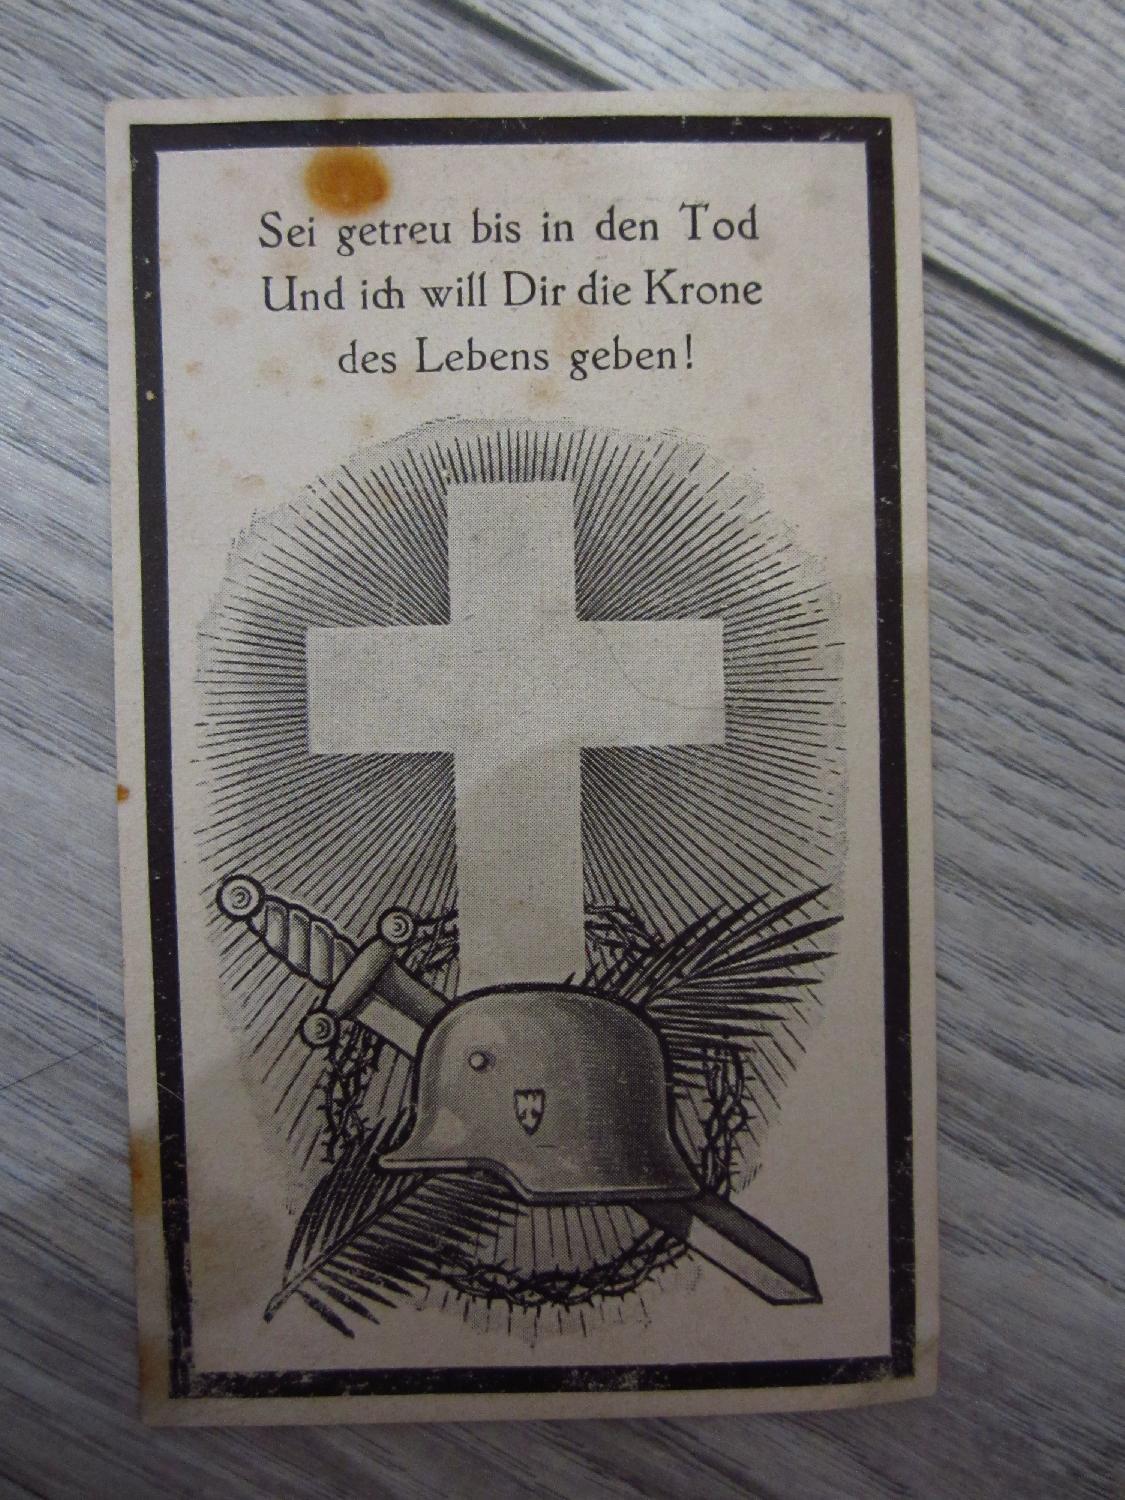 Sei getreu bis in den Tod
Und ich will Dir die Krone
des Lebens geben!